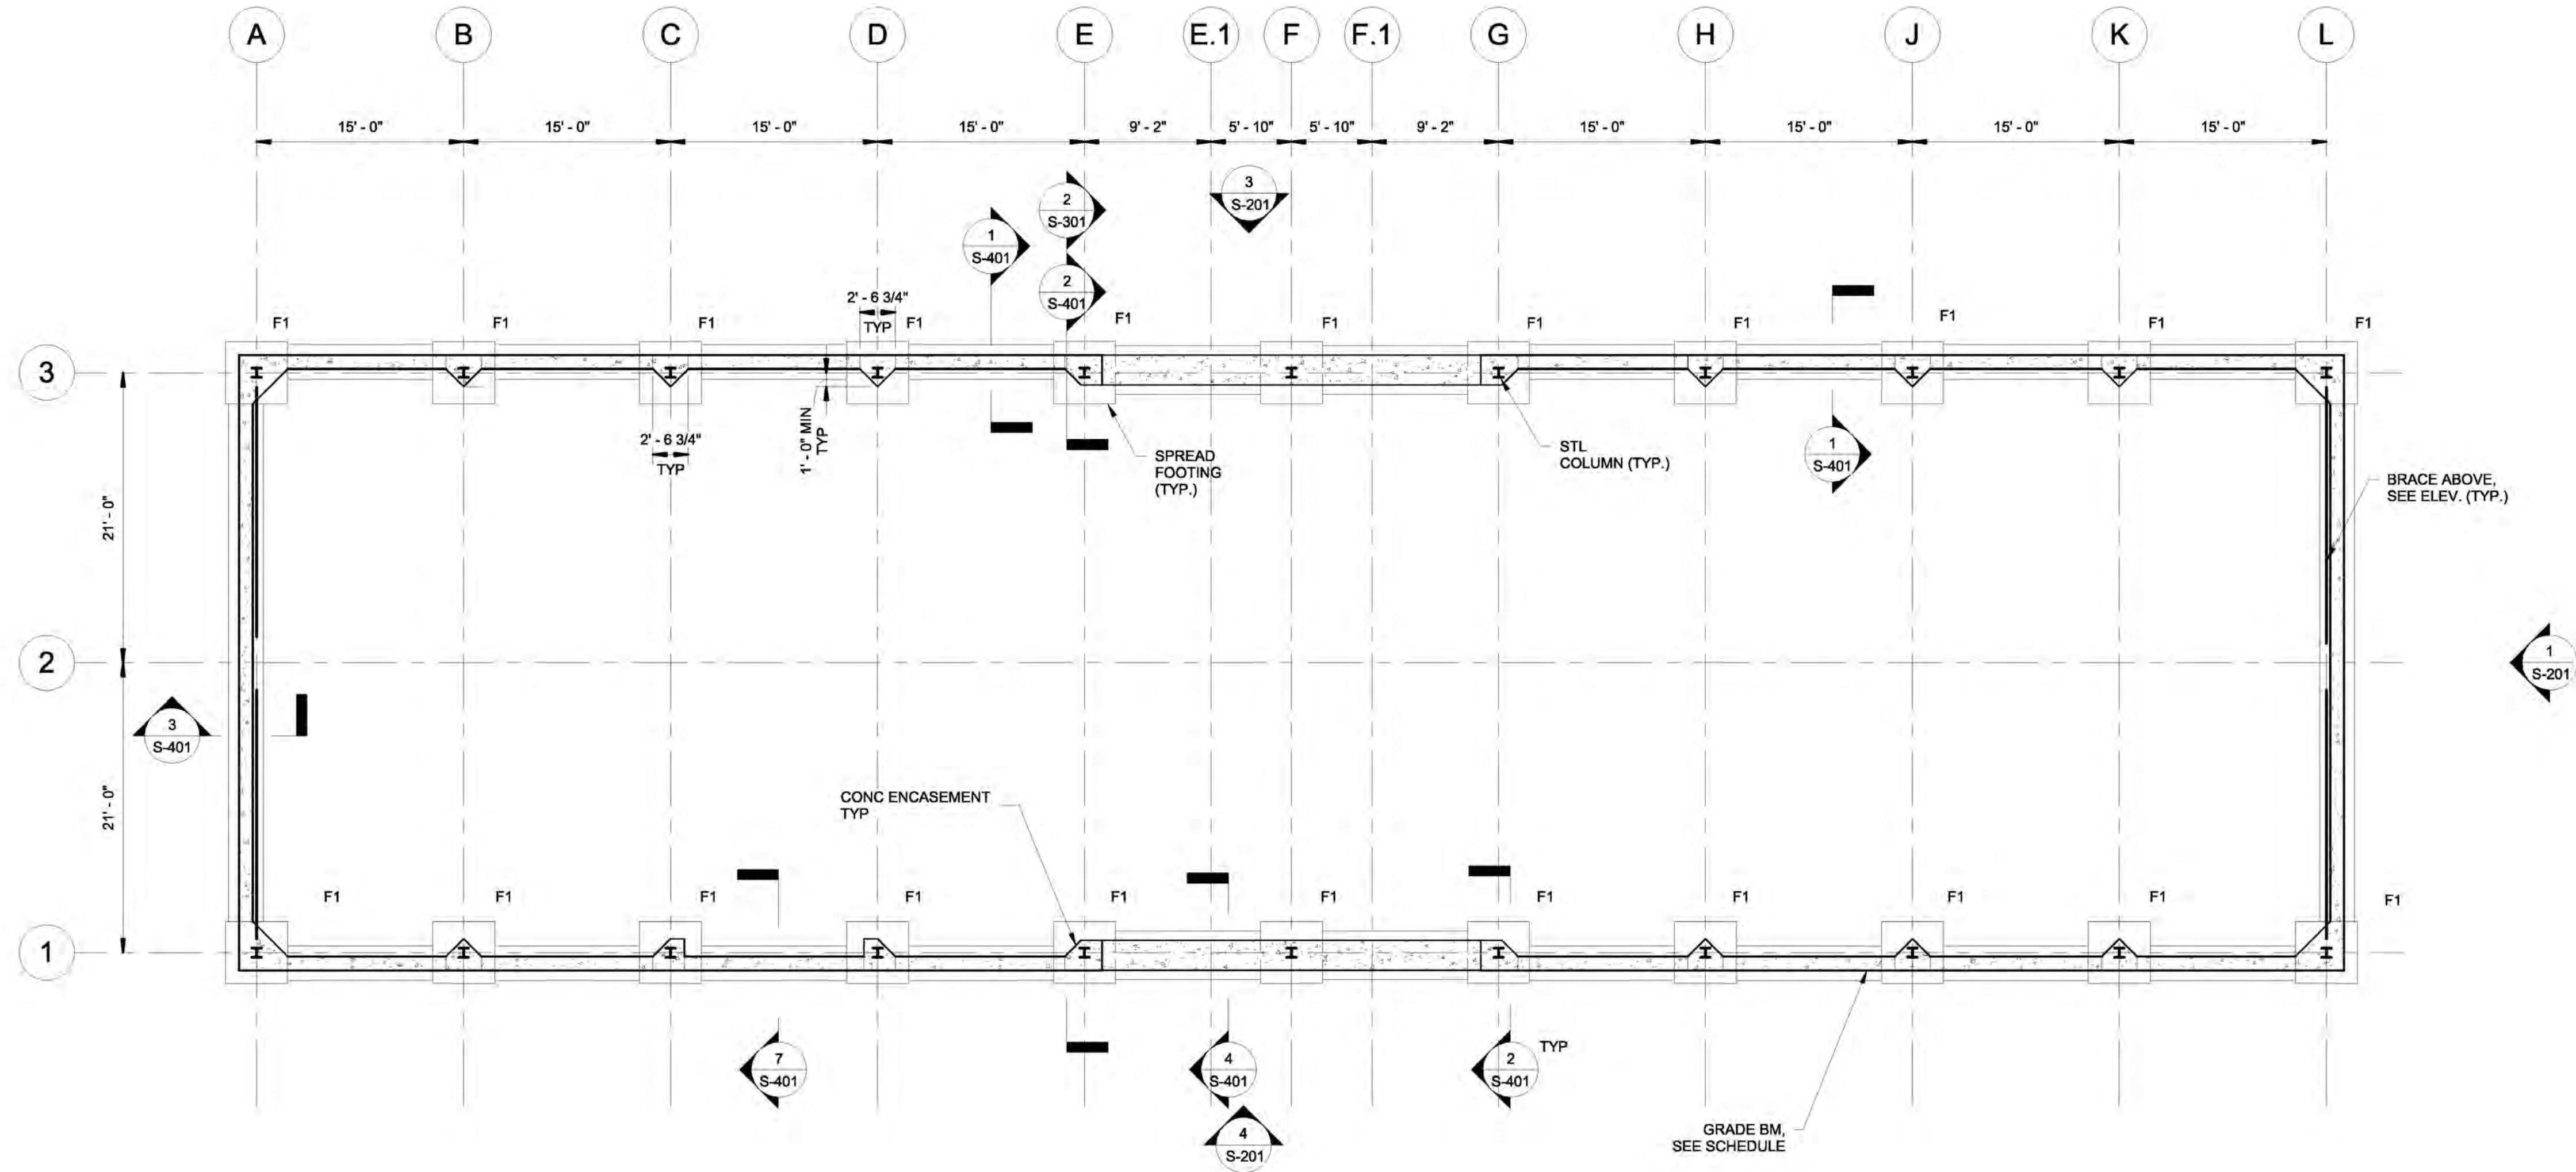 A B C D E E.1 F F.1 G H J K L
15' - 0" 15' - 0" 15' - 0" 15' - 0" 9' - 2" 5' - 10" 5' - 10" 9' - 2" 15' - 0" 15' - 0" 15' - 0" 15' - 0"
3
S-201
2
S-301
1
S-401
2
S-401
2' - 6 3/4"
TYP
F1 F1 F1 F1 F1 F1 F1 F1 F1 F1 F1
3
2' - 6 3/4"
TYP
1' - 0" MIN
TYP
SPREAD
FOOTING
(TYP.)
STL
COLUMN (TYP.)
1
S-401
BRACE ABOVE,
SEE ELEV. (TYP.)
21' - 0"
2
1
S-201
3
S-401
21' - 0"
CONC ENCASEMENT
TYP
F1 F1 F1 F1 F1 F1 F1 F1 F1 F1 F1
1
7
S-401
4
S-401
2
S-401
TYP
4
S-201
GRADE BM,
SEE SCHEDULE